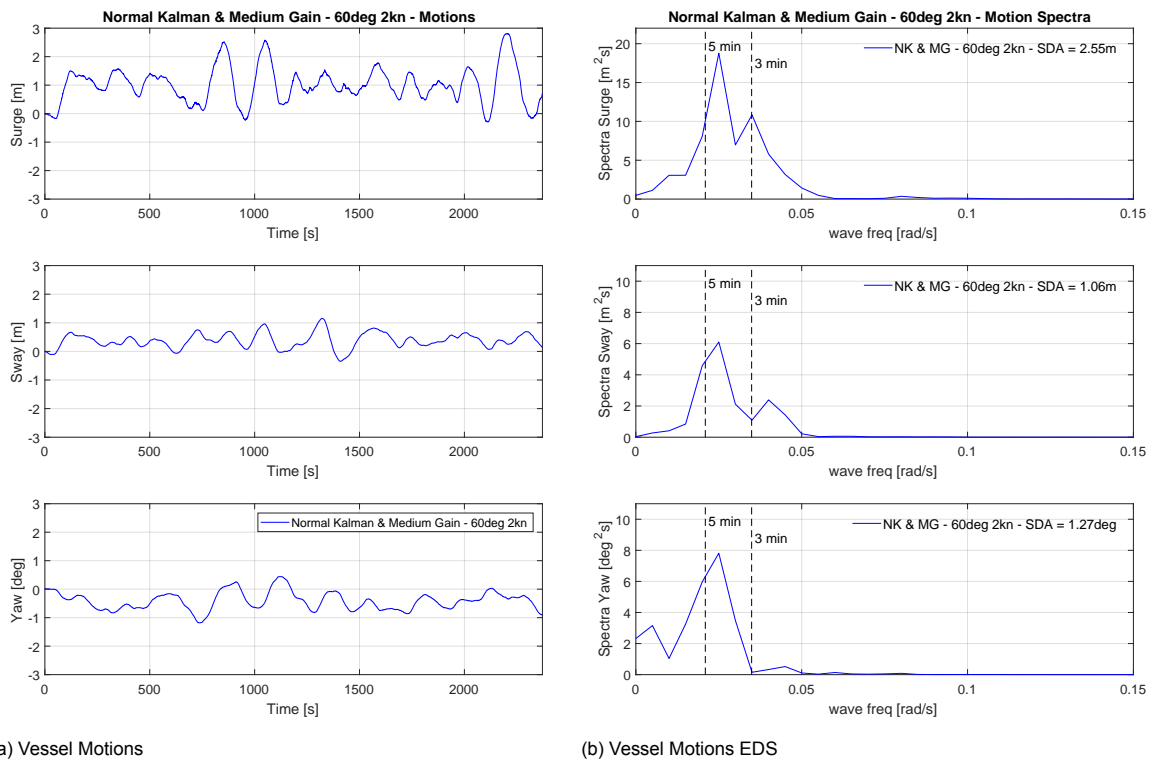 Normal Kalman & Medium Gain - 60deg 2kn - Motions
3
2
1
0
-1
-2
-3
Surge [m]
0
500
1000
1500
2000
Time [s]
3
2
1
0
-1
-2
-3
Sway [m]
0
500
1000
1500
2000
Time [s]
3
2
1
0
-1
-2
-3
Yaw [deg]
Normal Kalman & Medium Gain - 60deg 2kn
0
500
1000
1500
2000
Time [s]
a) Vessel Motions
Normal Kalman & Medium Gain - 60deg 2kn - Motion Spectra
20
15
10
5
0
Spectra Surge [m 2s]
5 min
3 min
NK & MG - 60deg 2kn - SDA = 2.55m
0
0.05
0.1
0.15
wave freq [rad/s]
10
8
6
4
2
0
Spectra Sway [m 2s]
5 min
3 min
NK & MG - 60deg 2kn - SDA = 1.06m
0
0.05
0.1
0.15
wave freq [rad/s]
10
8
6
4
2
0
Spectra Yaw [deg 2s]
5 min
3 min
NK & MG - 60deg 2kn - SDA = 1.27deg
0
0.05
0.1
0.15
wave freq [rad/s]
(b) Vessel Motions EDS